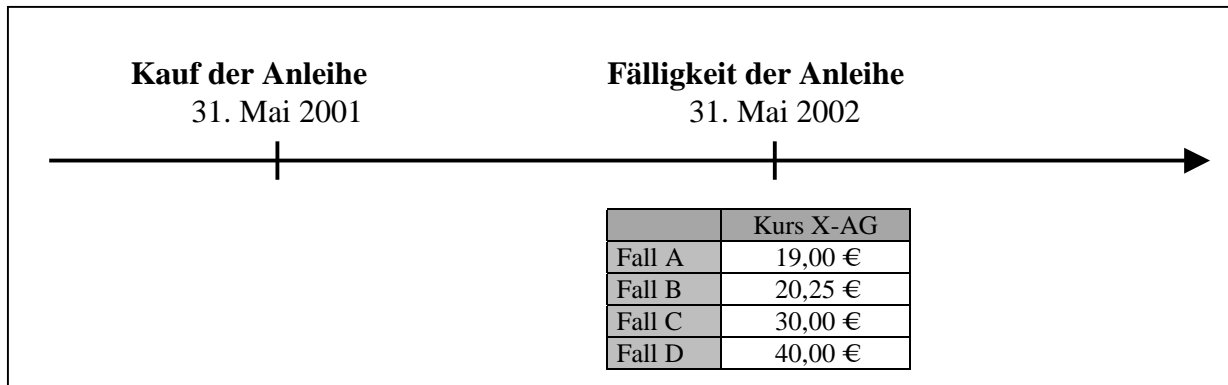 Kauf der Anleihe Fälligkeit der Anleihe
31. Mai 2001 31. Mai 2002
Kurs X-AG
Fall A 19,00 €
Fall B 20,25 €
Fall C 30,00 €
Fall D 40,00 €